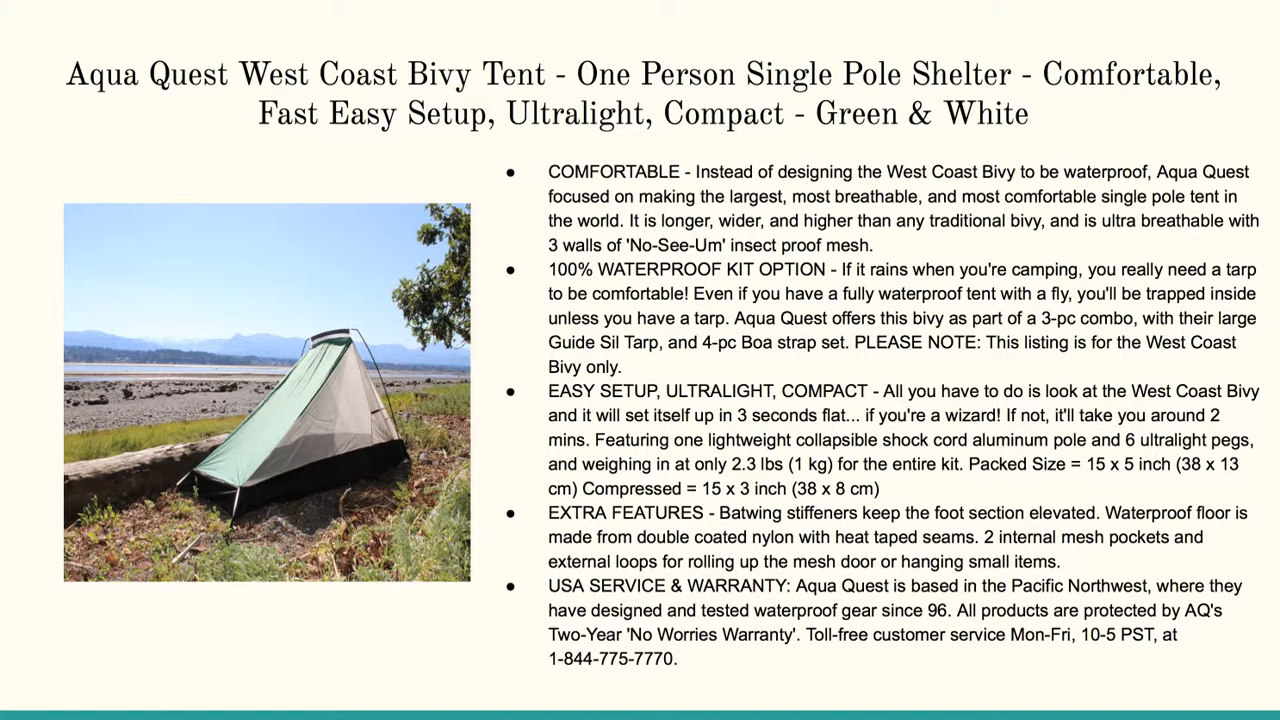 Aqua Quest West Coast Bivy Tent - One Person Single Pole Shelter - Comfortable,
Fast Easy Setup, Ultralight, Compact - Green & White
● COMFORTABLE - Instead of designing the West Coast Bivy to be waterproof, Aqua Quest
focused on making the largest, most breathable, and most comfortable single pole tent in
the world. It is longer, wider, and higher than any traditional bivy, and is ultra breathable with
3 walls of 'No-See-Um' insect proof mesh.
● 100% WATERPROOF KIT OPTION - If it rains when you're camping, you really need a tarp
to be comfortable! Even if you have a fully waterproof tent with a fly, you'll be trapped inside
unless you have a tarp. Aqua Quest offers this bivy as part of a 3-pc combo, with their large
Guide Sil Tarp, and 4-pc Boa strap set. PLEASE NOTE: This listing is for the West Coast
Bivy only.
● EASY SETUP, ULTRALIGHT, COMPACT - All you have to do is look at the West Coast Bivy
and it will set itself up in 3 seconds flat... if you're a wizard! If not, it'll take you around 2
mins. Featuring one lightweight collapsible shock cord aluminum pole and 6 ultralight pegs,
and weighing in at only 2.3 lbs (1 kg) for the entire kit. Packed Size = 15 x 5 inch (38 x 13
cm) Compressed = 15 x 3 inch (38 x 8 cm)
● EXTRA FEATURES - Batwing stiffeners keep the foot section elevated. Waterproof floor is
made from double coated nylon with heat taped seams. 2 internal mesh pockets and
external loops for rolling up the mesh door or hanging small items.
● USA SERVICE & WARRANTY: Aqua Quest is based in the Pacific Northwest, where they
have designed and tested waterproof gear since 96. All products are protected by AQ's
Two-Year 'No Worries Warranty'. Toll-free customer service Mon-Fri, 10-5 PST, at
1-844-775-7770.